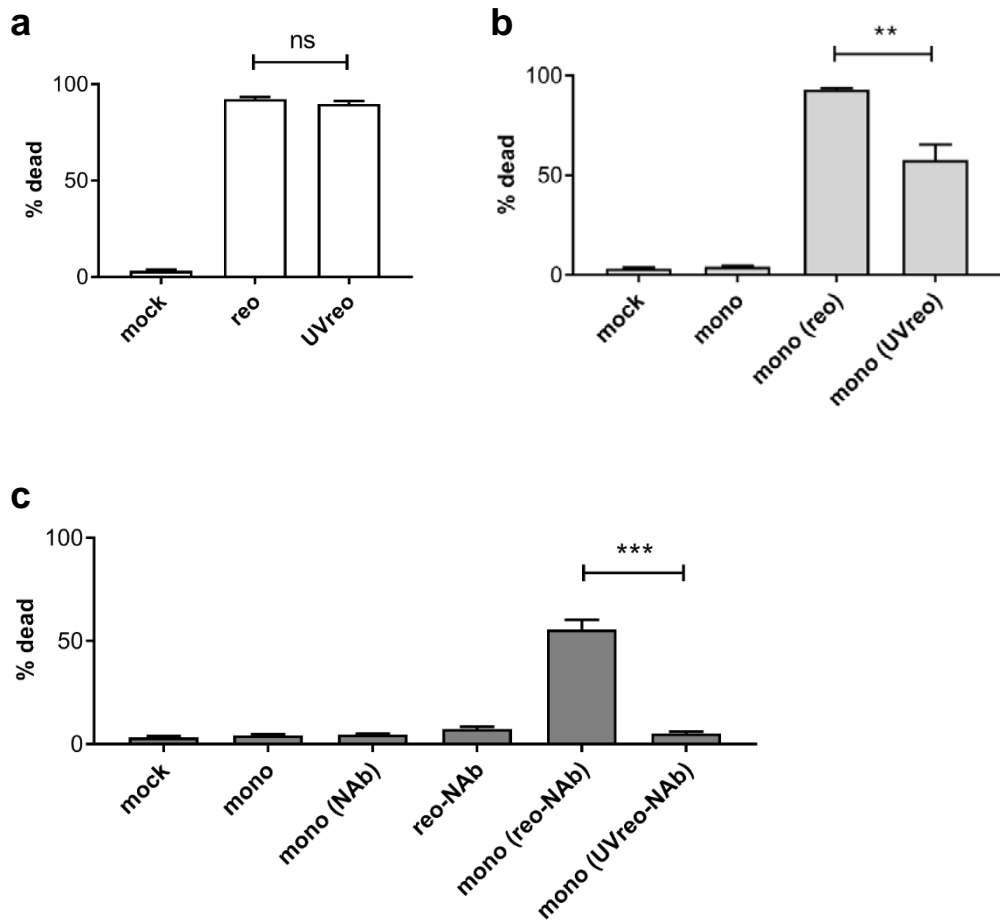 a
ns
100
50
0
% dead
mock
reo
UVreo
b
**
100
50
0
% dead
mock
mono
mono (reo)
mono (UVreo)
c
***
100
50
0
% dead
mock
mono
mono (NAb)
reo-NAb
mono (reo-NAb)
mono (UVreo-NAb)